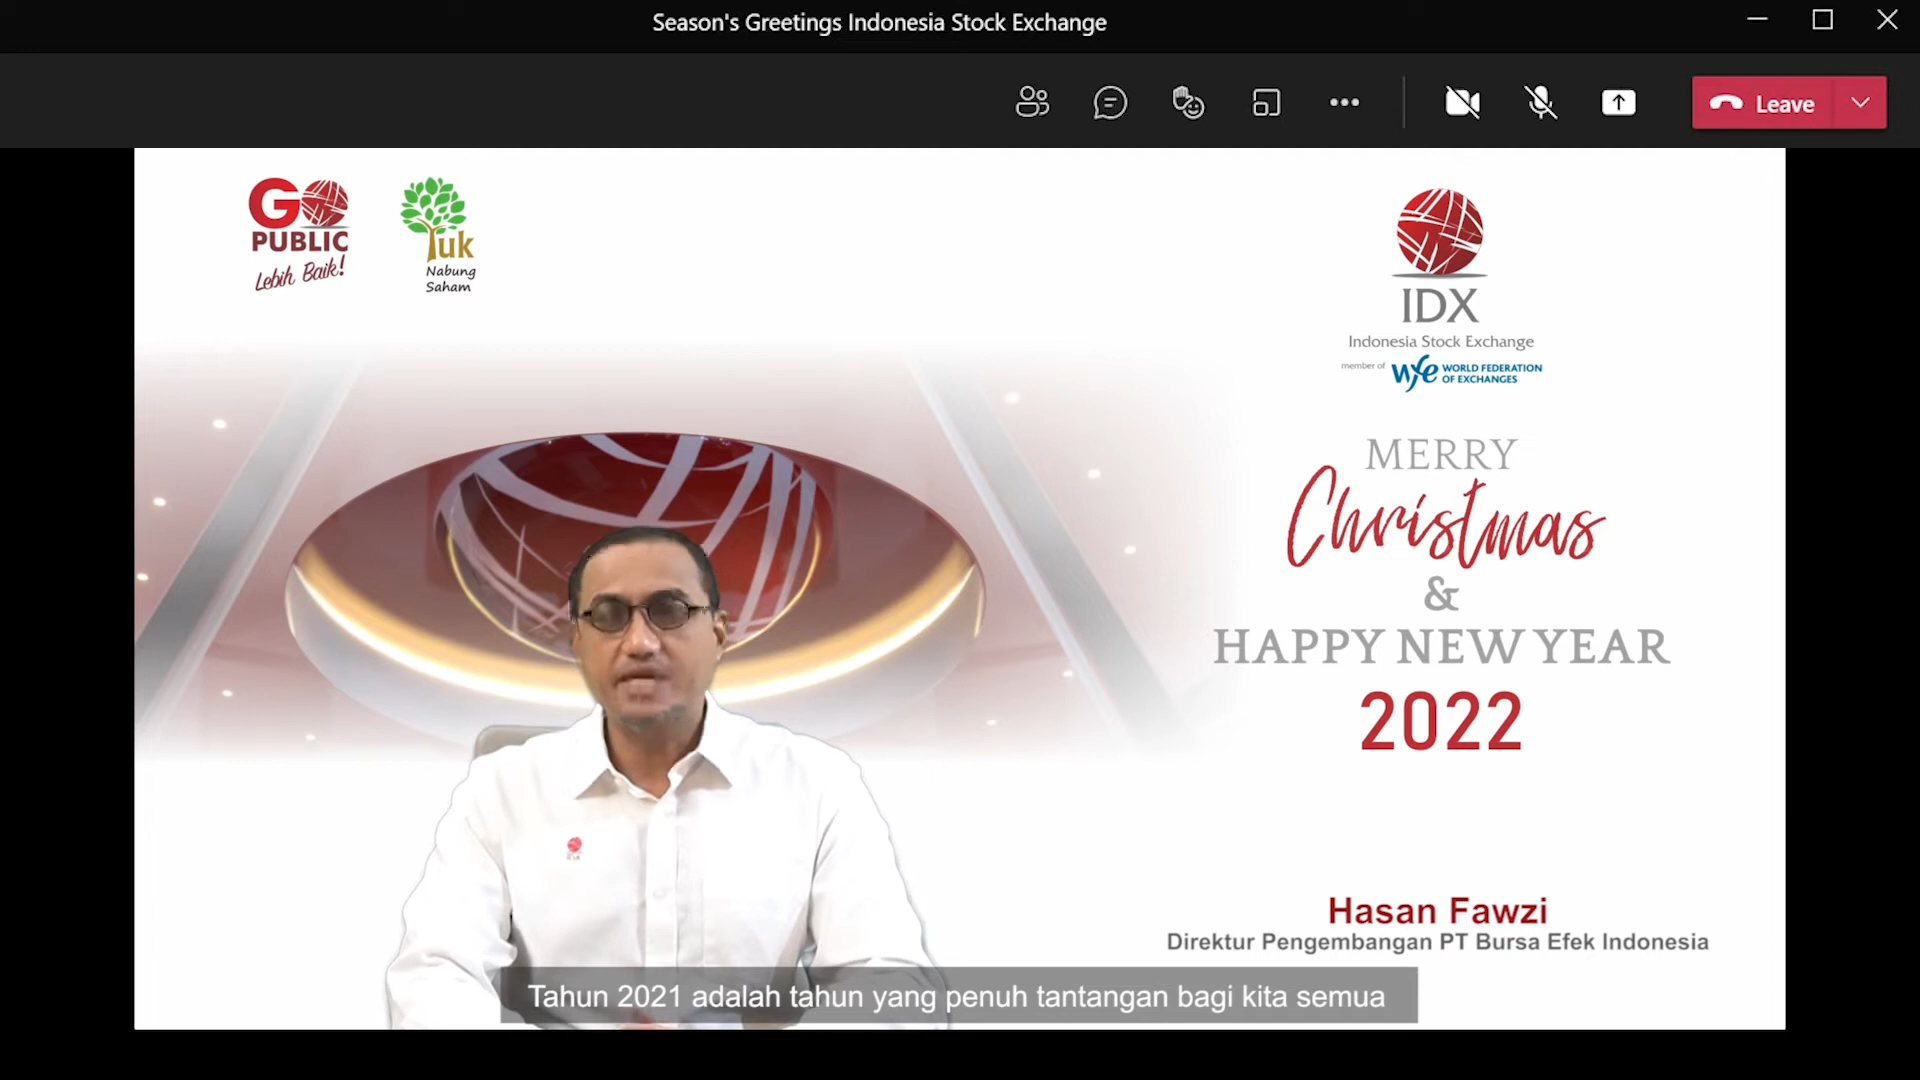 Season's Greetings Indonesia Stock Exchange
Leave
GO
PUBLIC
Lebih Baik!
Yuk
Nabung
Saham
IDX
Indonesia Stock Exchange
member of wfe WORLD FEDERATION
OF EXCHANGES
MERRY
Christmas
&
HAPPY NEW YEAR
2022
Hasan Fawzi
Direktur Pengembangan PT Bursa Efek Indonesia
Tahun 2021 adalah tahun yang penuh tantangan bagi kita semua